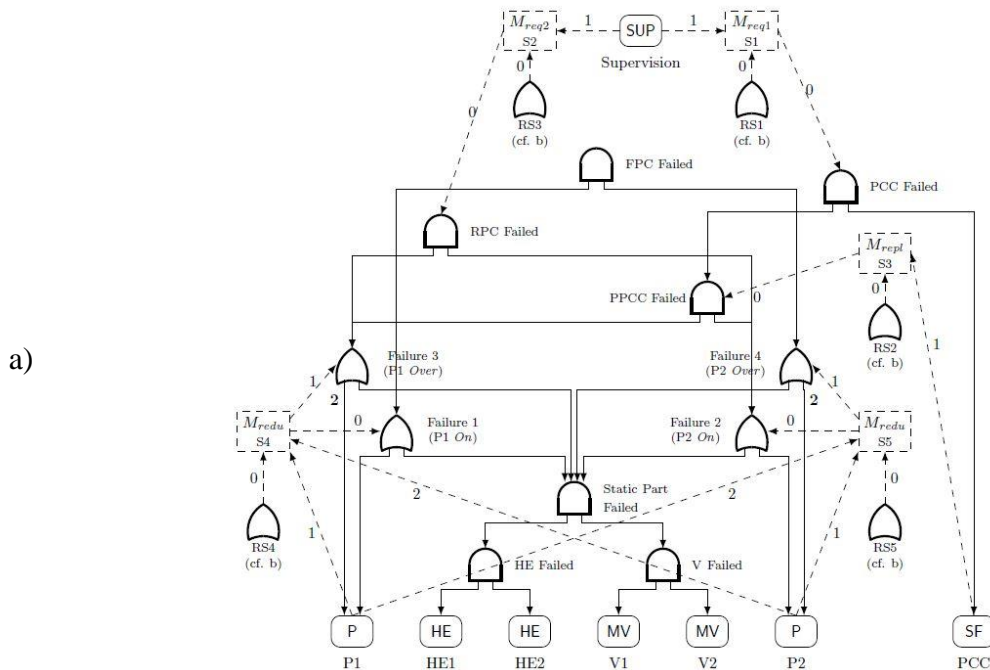 M_req2
S2
1
SUP
1
M_req1
S1
Supervision
0
0
RS3
(cf. b)
RS1
(cf. b)
0
0
FPC Failed
PCC Failed
RPC Failed
M_repl
S3
PPCC Failed
0
0
RS2
(cf. b)
1
a)
Failure 3
(P1 Over)
Failure 4
(P2 Over)
1
2
2
1
M_redu
S4
0
Failure 1
(P1 On)
Failure 2
(P2 On)
0
M_redu
S5
0
2
Static Part
Failed
2
0
RS4
(cf. b)
1
HE Failed
V Failed
1
RS5
(cf. b)
P
HE
HE
MV
MV
P
SF
P1
HE1
HE2
V1
V2
P2
PCC